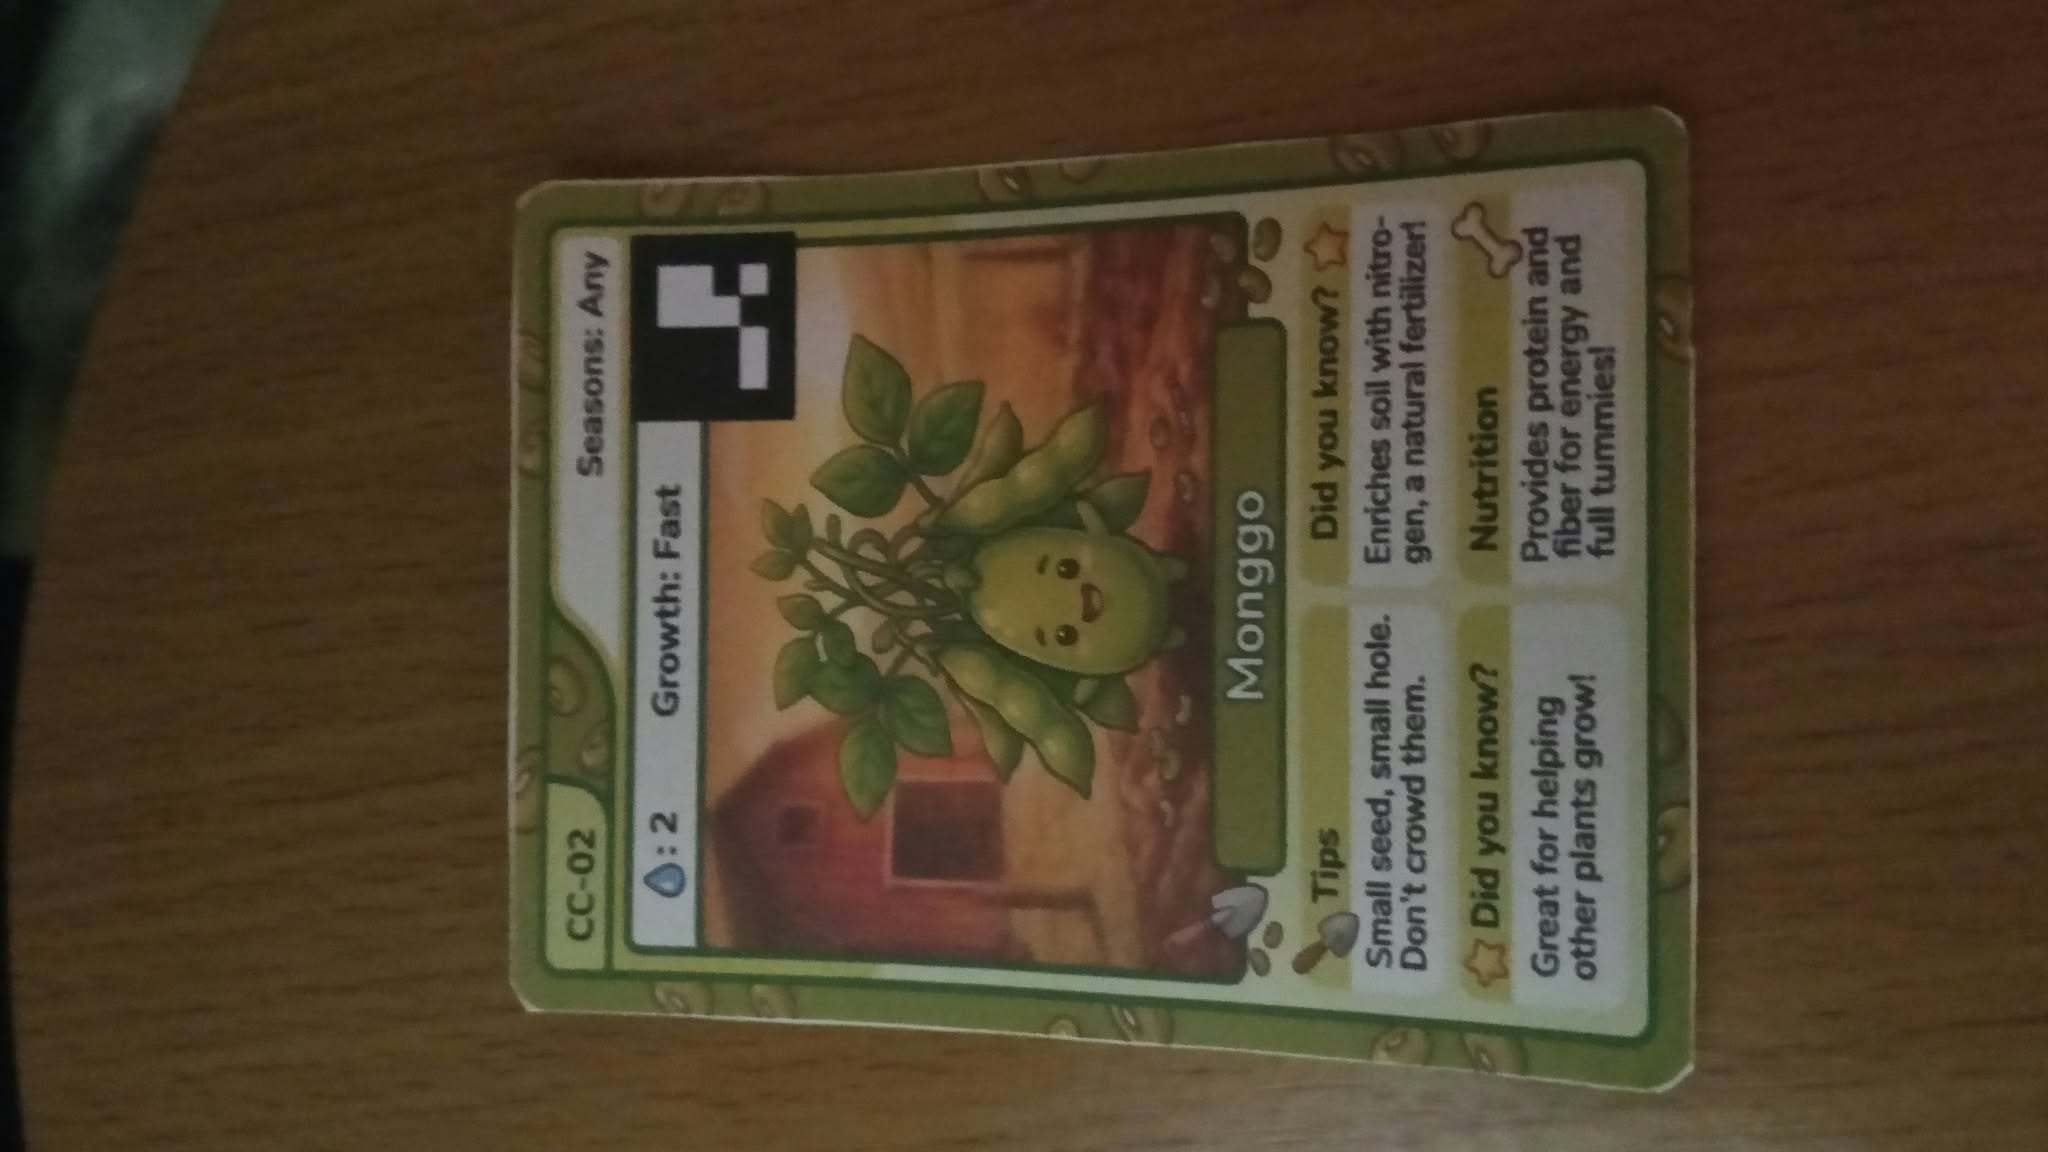 CC-02
Seasons: Any
: 2 Growth: Fast
Monggo
Tips
Small seed, small hole.
Don't crowd them.
Did you know?
Enriches soil with nitro-
gen, a natural fertilizer!
Did you know?
Great for helping
other plants grow!
Nutrition
Provides protein and
fiber for energy and
full tummies!